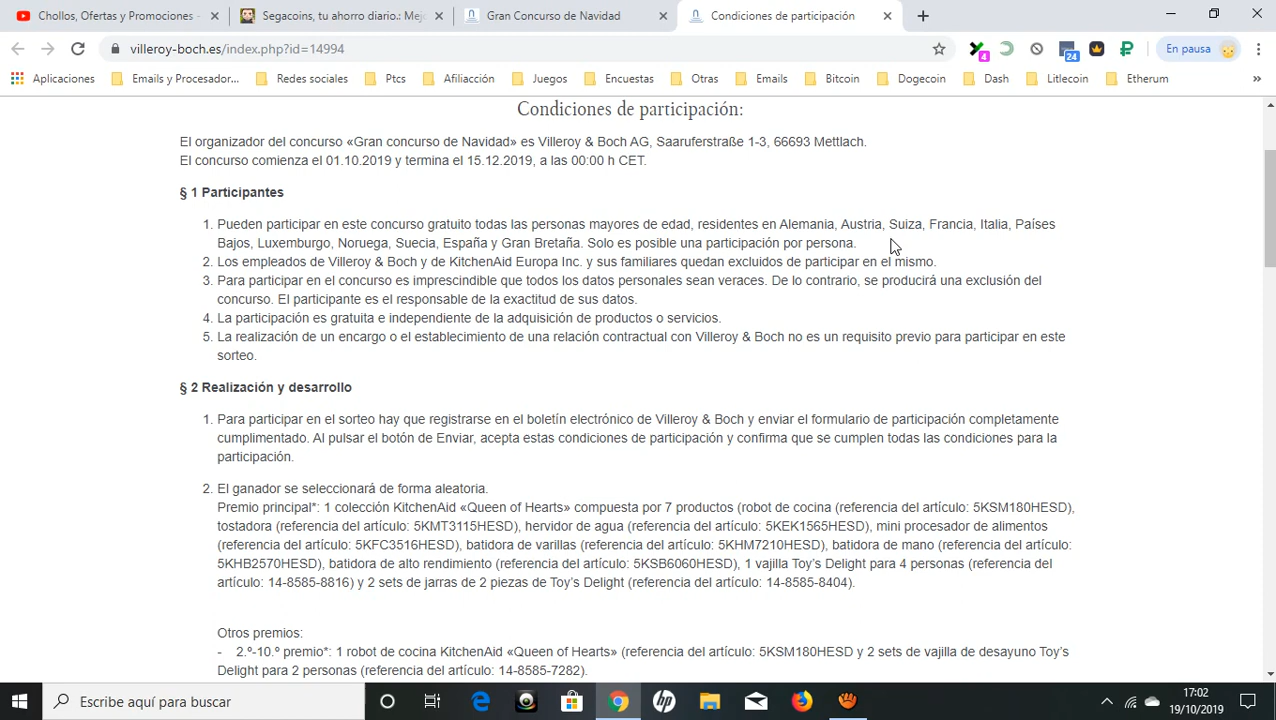 Chollos, Ofertas y Promociones -
Segacoins, tu ahorro diario.: Mej
Gran Concurso de Navidad
Condiciones de participación
villeroy-boch.es/index.php?id=14994
4
24
En pausa
Aplicaciones
Emails y Procesador...
Redes sociales
Ptcs
Afiliacción
Juegos
Encuestas
Otras
Emails
Bitcoin
Dogecoin
Dash
Litlecoin
Etherum
»
Condiciones de participación:
El organizador del concurso «Gran concurso de Navidad» es Villeroy & Boch AG, Saaruferstraße 1-3, 66693 Mettlach.
El concurso comienza el 01.10.2019 y termina el 15.12.2019, a las 00:00 h CET.
§ 1 Participantes
1. Pueden participar en este concurso gratuito todas las personas mayores de edad, residentes en Alemania, Austria, Suiza, Francia, Italia, Países
Bajos, Luxemburgo, Noruega, Suecia, España y Gran Bretaña. Solo es posible una participación por persona.
2. Los empleados de Villeroy & Boch y de KitchenAid Europa Inc. y sus familiares quedan excluidos de participar en el mismo.
3. Para participar en el concurso es imprescindible que todos los datos personales sean veraces. De lo contrario, se producirá una exclusión del
concurso. El participante es el responsable de la exactitud de sus datos.
4. La participación es gratuita e independiente de la adquisición de productos o servicios.
5. La realización de un encargo o el establecimiento de una relación contractual con Villeroy & Boch no es un requisito previo para participar en este
sorteo.
§ 2 Realización y desarrollo
1. Para participar en el sorteo hay que registrarse en el boletín electrónico de Villeroy & Boch y enviar el formulario de participación completamente
cumplimentado. Al pulsar el botón de Enviar, acepta estas condiciones de participación y confirma que se cumplen todas las condiciones para la
participación.
2. El ganador se seleccionará de forma aleatoria.
Premio principal*: 1 colección KitchenAid «Queen of Hearts» compuesta por 7 productos (robot de cocina (referencia del artículo: 5KSM180HESD),
tostadora (referencia del artículo: 5KMT3115HESD), hervidor de agua (referencia del artículo: 5KEK1565HESD), mini procesador de alimentos
(referencia del artículo: 5KFC3516HESD), batidora de varillas (referencia del artículo: 5KHM7210HESD), batidora de mano (referencia del artículo:
5KHB2570HESD), batidora de alto rendimiento (referencia del artículo: 5KSB6060HESD), 1 vajilla Toy's Delight para 4 personas (referencia del
artículo: 14-8585-8816) y 2 sets de jarras de 2 piezas de Toy's Delight (referencia del artículo: 14-8585-8404).
Otros premios:
- 2.º-10.º premio*: 1 robot de cocina KitchenAid «Queen of Hearts» (referencia del artículo: 5KSM180HESD y 2 sets de vajilla de desayuno Toy's
Delight para 2 personas (referencia del artículo: 14-8585-7282).
Escribe aquí para buscar
17:02
19/10/2019